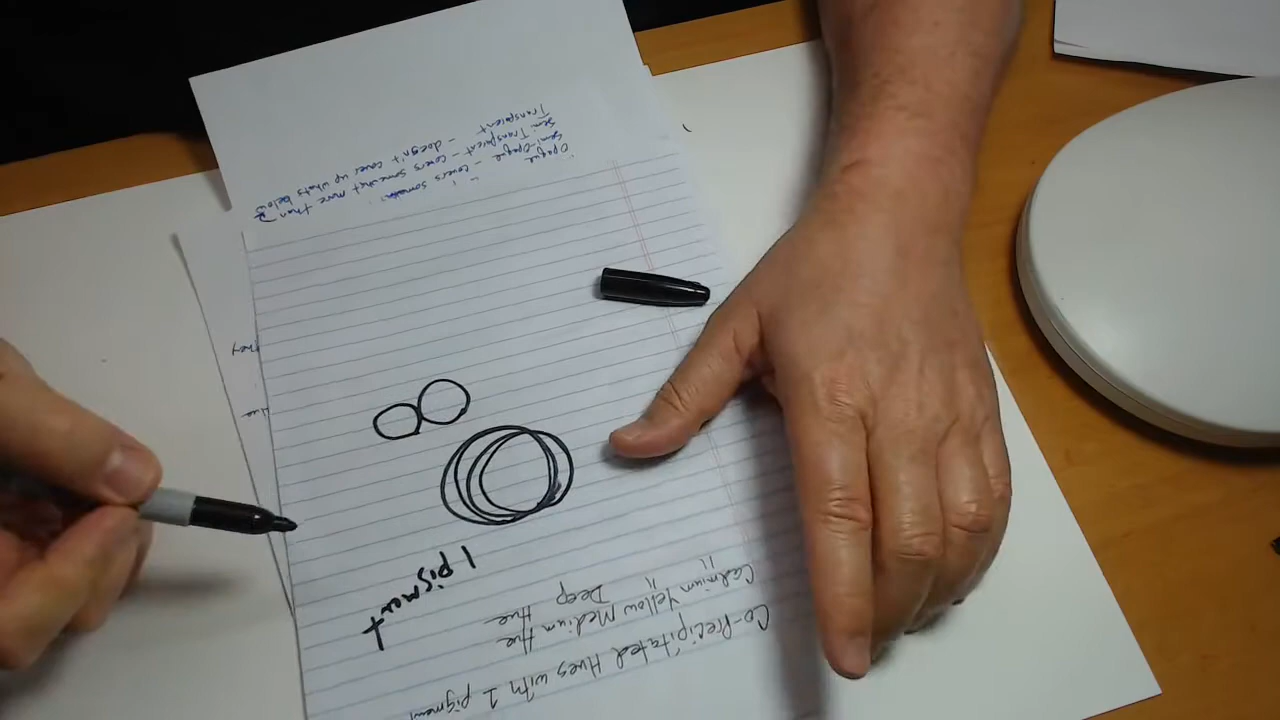 Co-Precipitated Hues with 1 pigment
Cadmium Yellow Medium Hue
" " Deep Hue
1 pigment
Opaque
Semi-Opaque - covers
Semi Transparent - covers somewhat more than
Transparent - doesn't cover up whats below